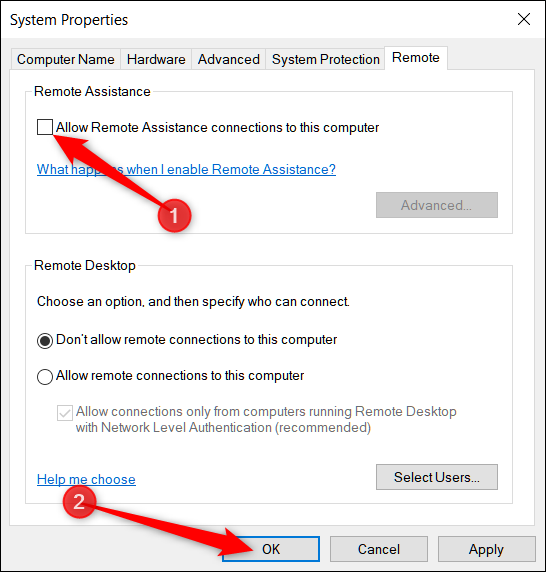 System Properties
Computer Name Hardware Advanced System Protection Remote
Remote Assistance
Allow Remote Assistance connections to this computer
What happens when I enable Remote Assistance?
1
Advanced...
Remote Desktop
Choose an option, and then specify who can connect.
Don't allow remote connections to this computer
Allow remote connections to this computer
Allow connections only from computers running Remote Desktop
with Network Level Authentication (recommended)
Help me choose
Select Users...
2
OK Cancel Apply